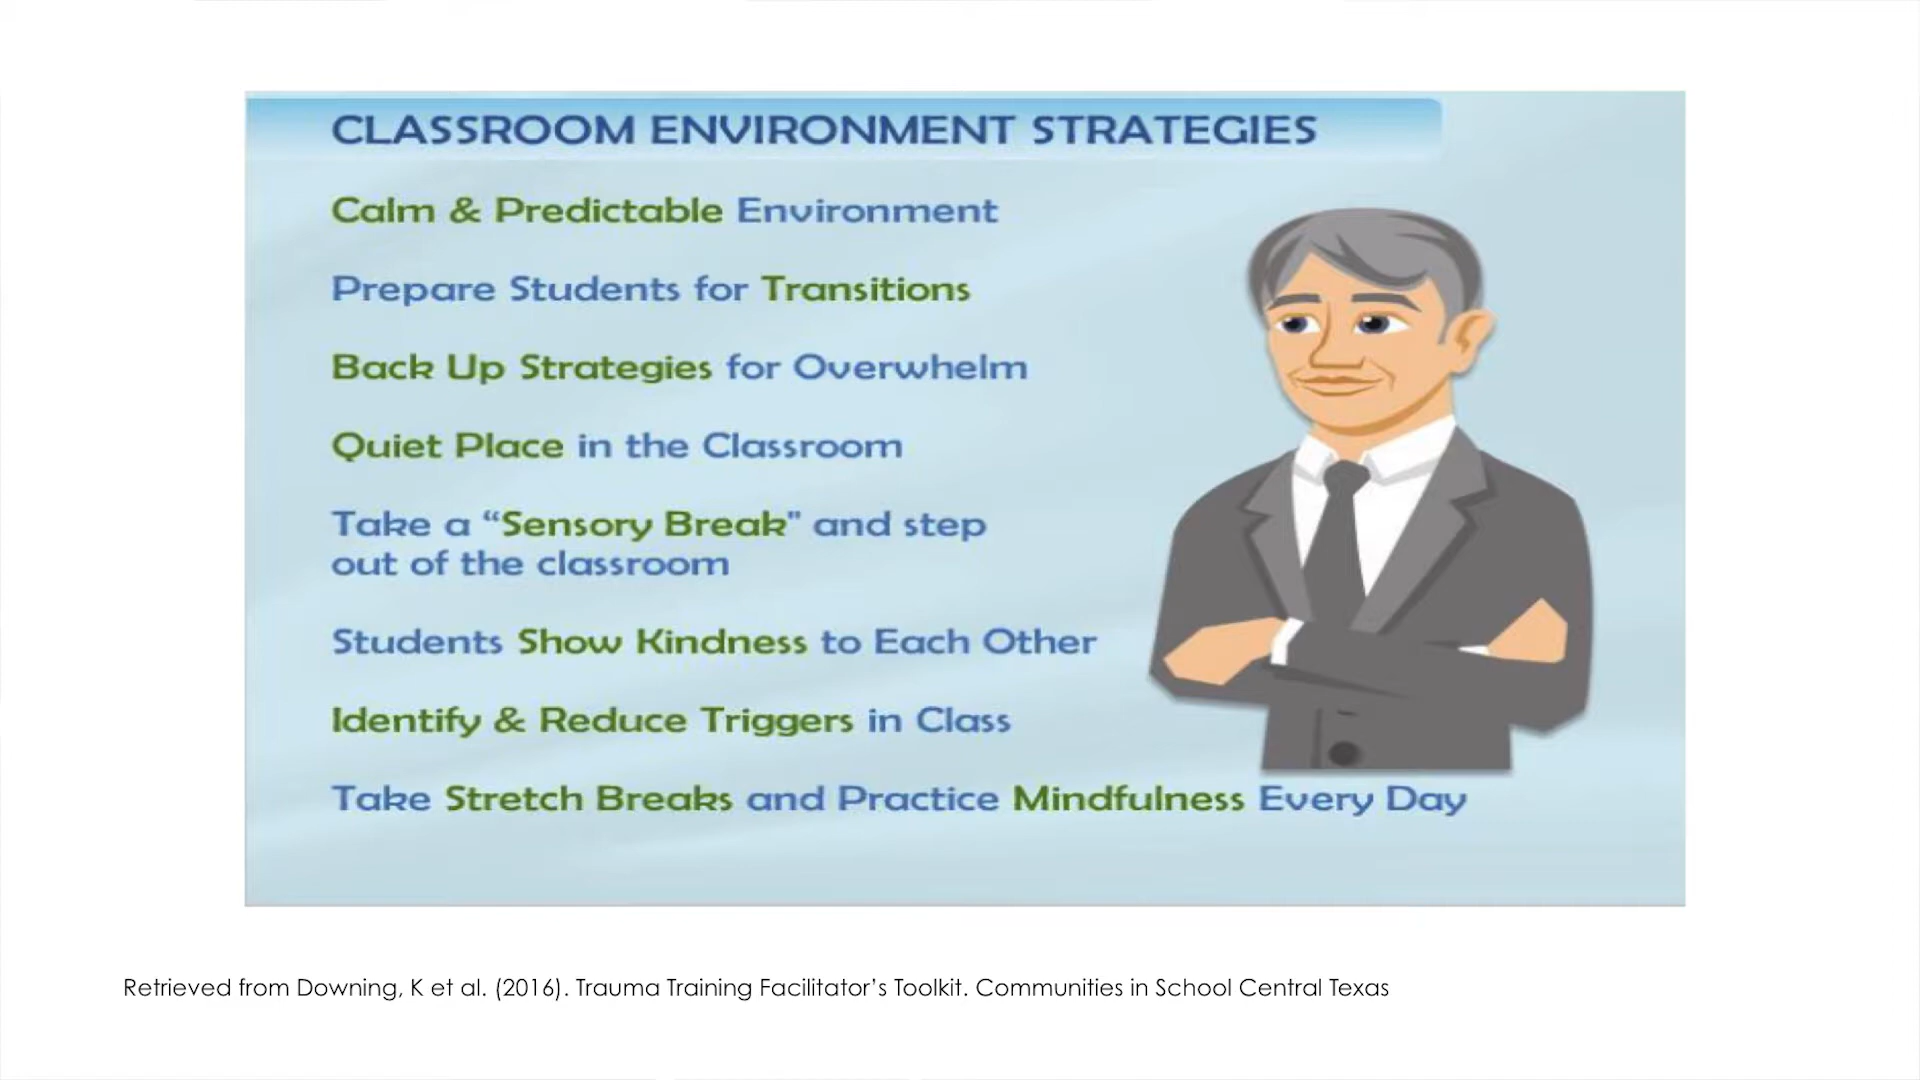 CLASSROOM ENVIRONMENT STRATEGIES
Calm & Predictable Environment
Prepare Students for Transitions
Back Up Strategies for Overwhelm
Quiet Place in the Classroom
Take a “Sensory Break" and step
out of the classroom
Students Show Kindness to Each Other
Identify & Reduce Triggers in Class
Take Stretch Breaks and Practice Mindfulness Every Day
Retrieved from Downing, K et al. (2016). Trauma Training Facilitator’s Toolkit. Communities in School Central Texas